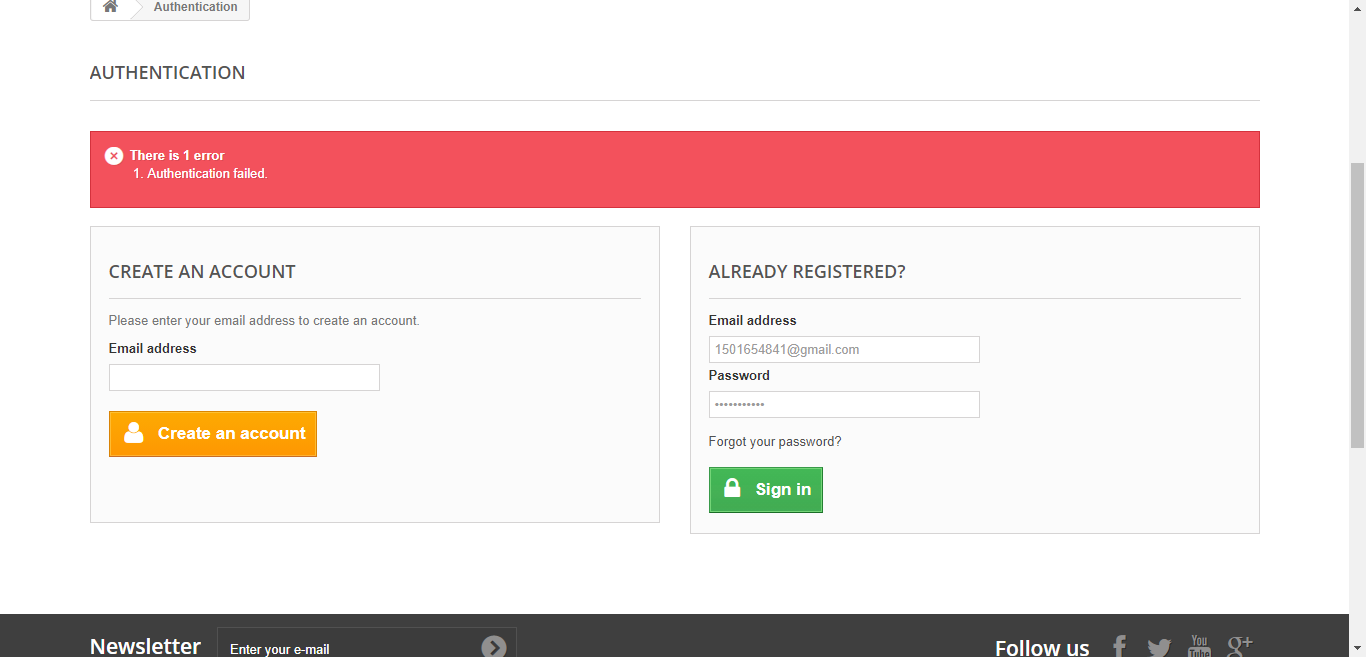 Authentication
AUTHENTICATION
There is 1 error
1. Authentication failed.
CREATE AN ACCOUNT
Please enter your email address to create an account.
Email address
Create an account
ALREADY REGISTERED?
Email address
1501654841@gmail.com
Password
•••••••••••
Forgot your password?
Sign in
Newsletter
Enter your e-mail
Follow us
f
You
Tube
g+